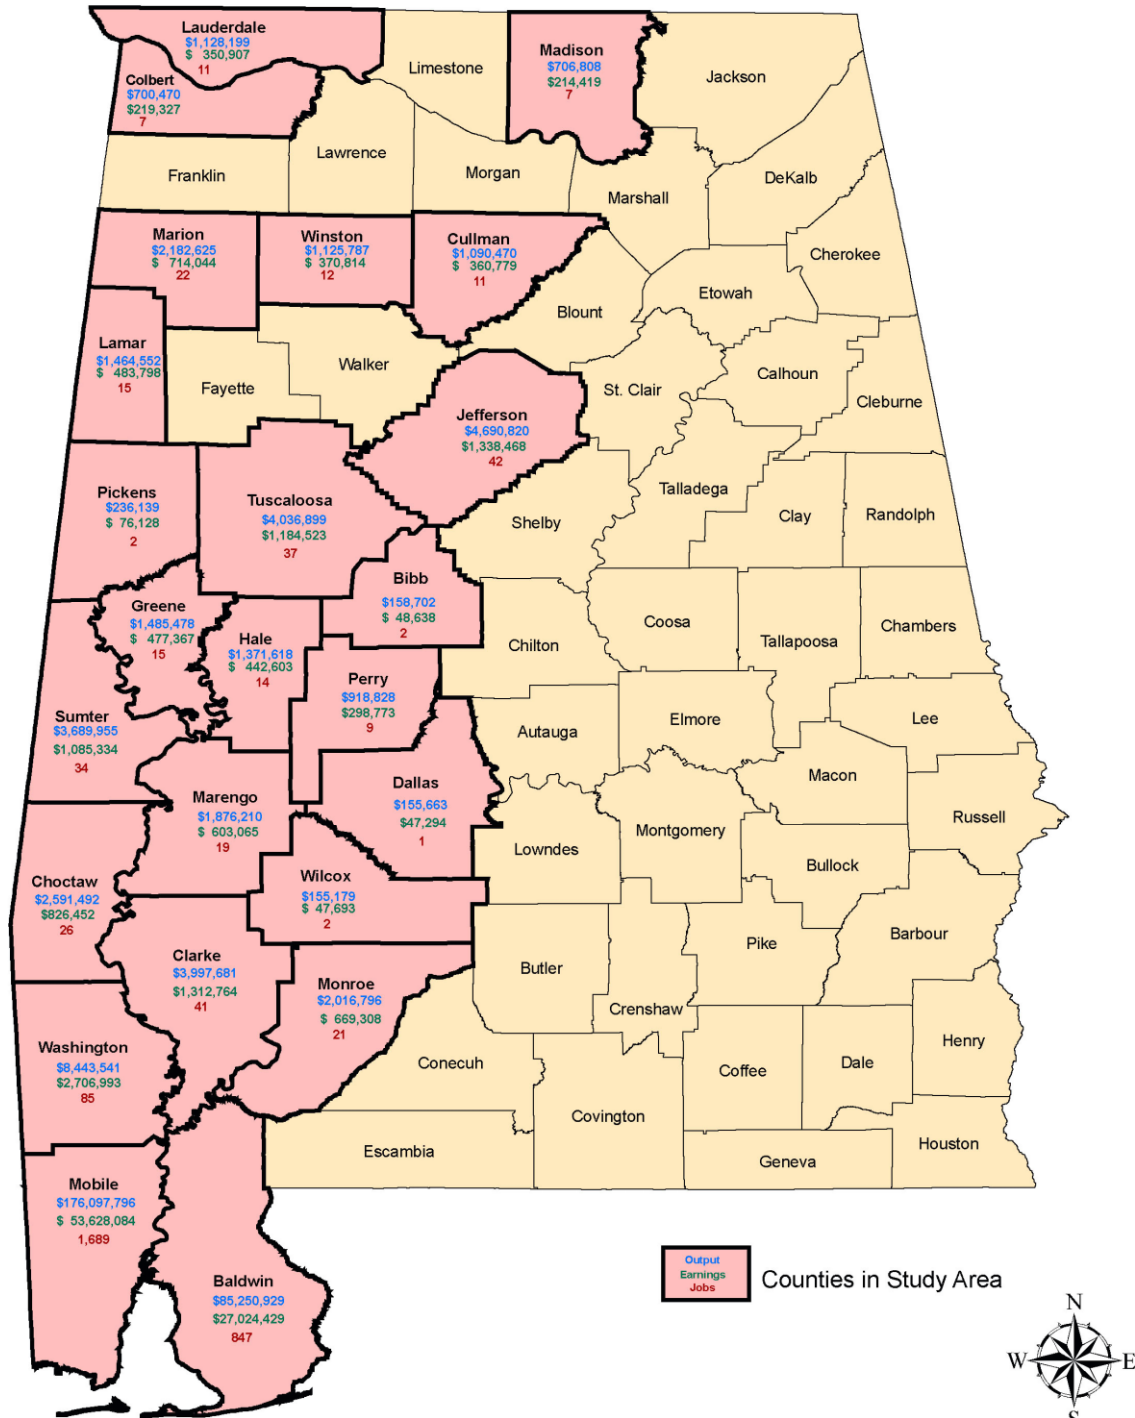 Lauderdale
$1,128,199
$ 350,907
11
Colbert
$700,470
$219,327
7
Limestone
Madison
$706,808
$214,419
7
Jackson
Franklin
Lawrence
Morgan
Marshall
DeKalb
Cherokee
Marion
$2,182,625
$ 714,044
22
Winston
$1,125,787
$ 370,814
12
Cullman
$1,090,470
$ 360,779
11
Blount
Etowah
Lamar
$1,464,552
$ 483,798
15
Fayette
Walker
Jefferson
$4,690,820
$1,338,468
42
St. Clair
Calhoun
Cleburne
Pickens
$236,139
$ 76,128
2
Tuscaloosa
$4,036,899
$1,184,523
37
Shelby
Talladega
Clay
Randolph
Bibb
$158,702
$ 48,638
2
Greene
$1,485,478
$ 477,367
15
Hale
$1,371,618
$ 442,603
14
Chilton
Coosa
Tallapoosa
Chambers
Perry
$918,828
$298,773
9
Sumter
$3,689,955
$1,085,334
34
Autauga
Elmore
Lee
Marengo
$1,876,210
$ 603,065
19
Dallas
$155,663
$47,294
1
Macon
Russell
Lowndes
Montgomery
Bullock
Choctaw
$2,591,492
$826,452
26
Wilcox
$155,179
$ 47,693
2
Clarke
$3,997,681
$1,312,764
41
Monroe
$2,016,796
$ 669,308
21
Butler
Crenshaw
Pike
Barbour
Washington
$8,443,541
$2,706,993
85
Conecuh
Covington
Coffee
Dale
Henry
Escambia
Geneva
Houston
Mobile
$176,097,796
$ 53,628,084
1,689
Baldwin
$85,250,929
$27,024,429
847
Output
Earnings
Jobs
Counties in Study Area
N
W
E
S